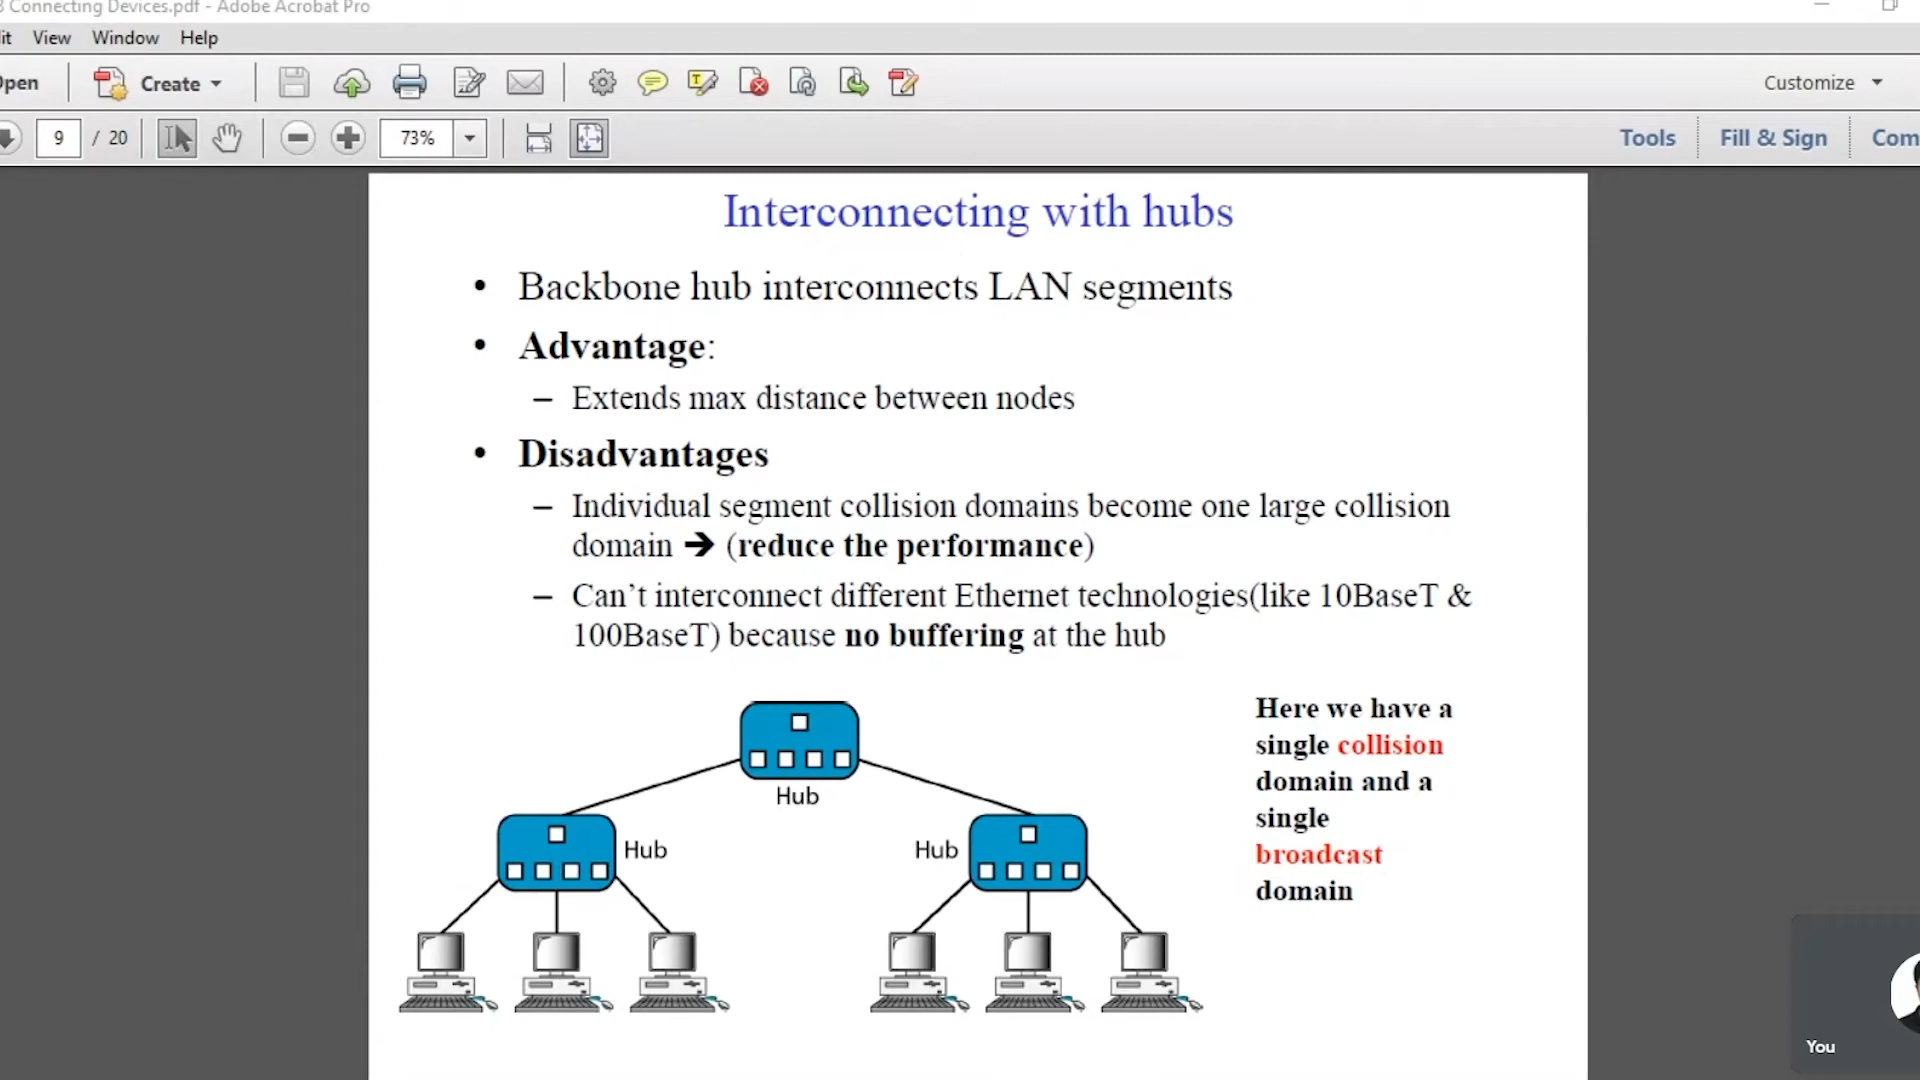 3 Connecting Devices.pdf - Adobe Acrobat Pro
it View Window Help
Open Create Customize
9 / 20 73% Tools Fill & Sign Com
Interconnecting with hubs
• Backbone hub interconnects LAN segments
• Advantage:
– Extends max distance between nodes
• Disadvantages
– Individual segment collision domains become one large collision
domain ➔ (reduce the performance)
– Can’t interconnect different Ethernet technologies(like 10BaseT &
100BaseT) because no buffering at the hub
Hub
Hub
Hub
Here we have a
single collision
domain and a
single
broadcast
domain
You